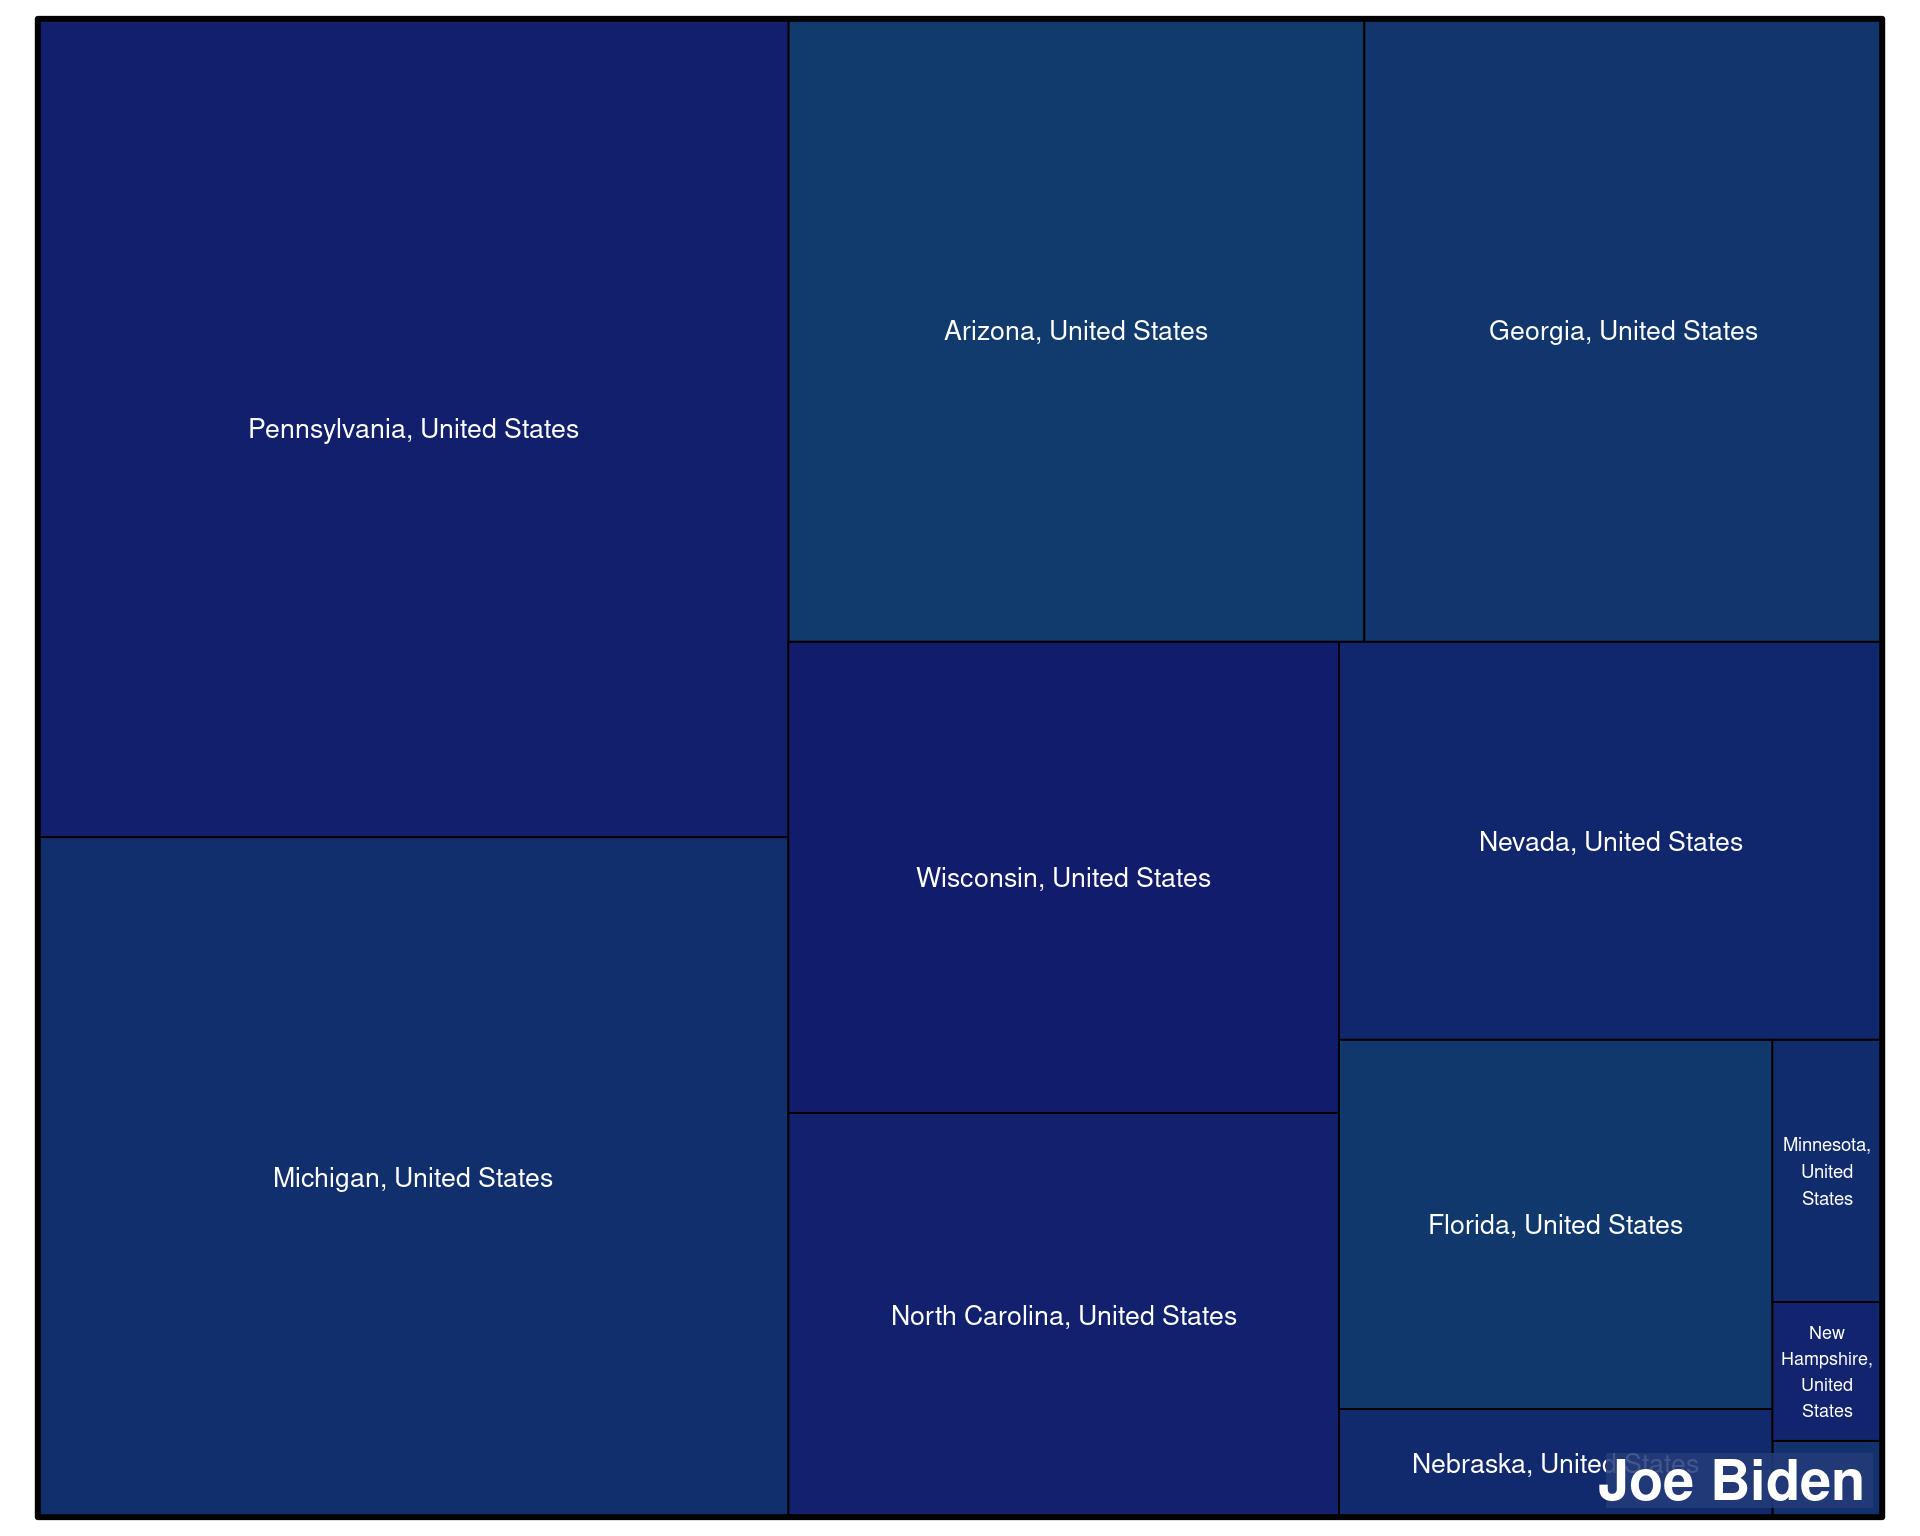 Pennsylvania, United States
Arizona, United States
Georgia, United States
Michigan, United States
Wisconsin, United States
Nevada, United States
North Carolina, United States
Florida, United States
Minnesota,
United
States
New
Hampshire,
United
States
Nebraska, United States
Joe Biden